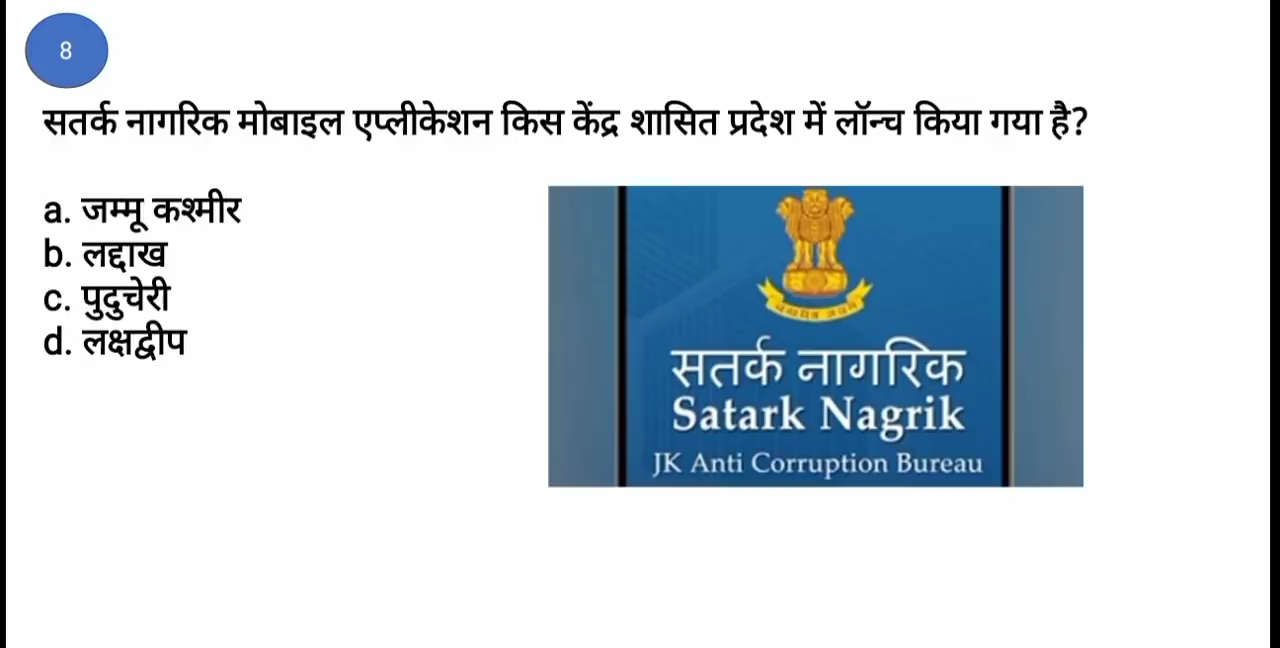 8
सतर्क नागरिक मोबाइल एप्लीकेशन किस केंद्र शासित प्रदेश में लॉन्च किया गया है?
a. जम्मू कश्मीर
b. लद्दाख
c. पुदुचेरी
d. लक्षद्वीप
सतर्क नागरिक
Satark Nagrik
JK Anti Corruption Bureau